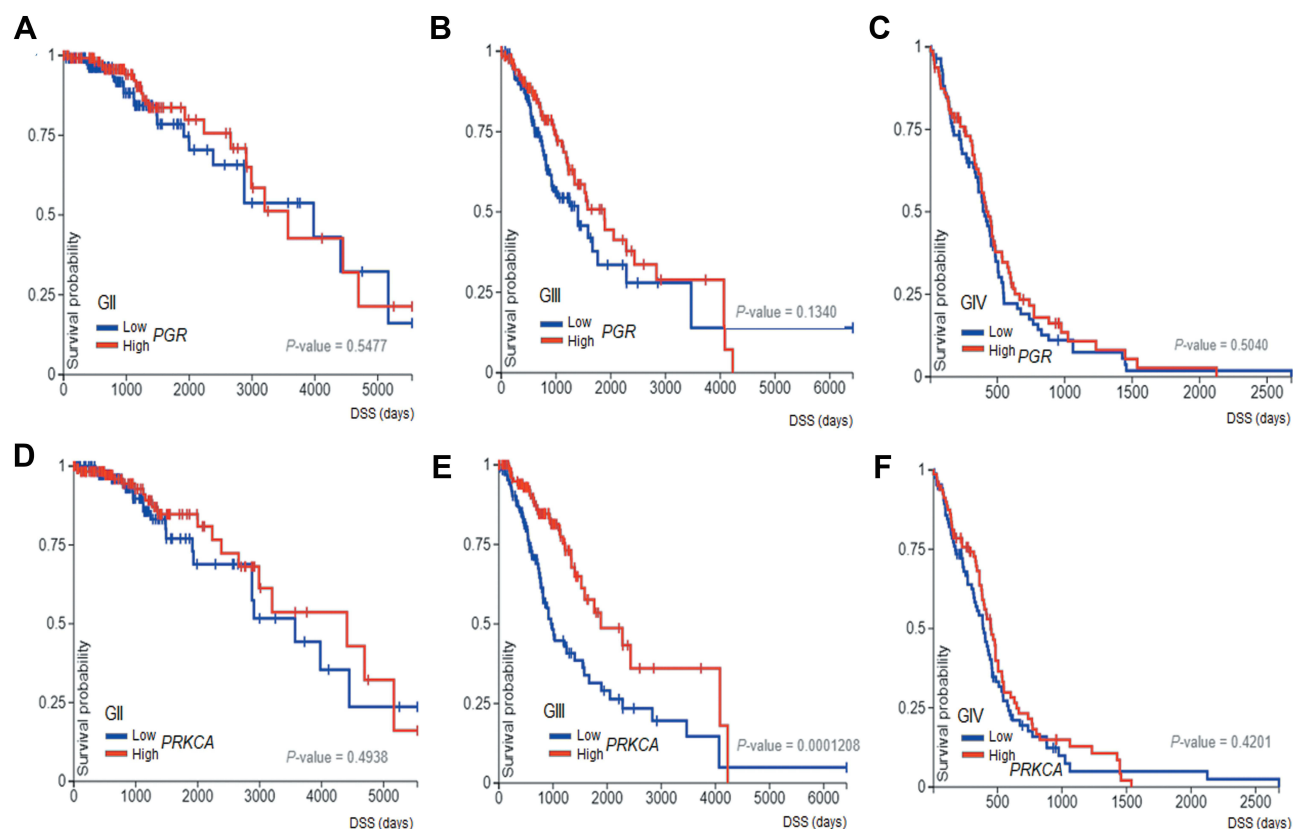 A
1
0.75
0.5
0.25
0
Survival probability
GII
Low
High
PGR
P-value = 0.5477
0 1000 2000 3000 4000 5000
DSS (days)
B
1
0.75
0.5
0.25
0
Survival probability
GIII
Low
High
PGR
P-value = 0.1340
0 1000 2000 3000 4000 5000 6000
DSS (days)
C
1
0.75
0.5
0.25
0
Survival probability
GIV
Low
High PGR
P-value = 0.5040
500 1000 1500 2000 2500
DSS (days)
D
1
0.75
0.5
0.25
0
Survival probability
GII
Low
High
PRKCA
P-value = 0.4938
0 1000 2000 3000 4000 5000
DSS (days)
E
1
0.75
0.5
0.25
0
Survival probability
GIII
Low
High
PRKCA
P-value = 0.0001208
0 1000 2000 3000 4000 5000 6000
DSS (days)
F
1
0.75
0.5
0.25
0
Survival probability
GIV
Low
High
PRKCA
P-value = 0.4201
500 1000 1500 2000 2500
DSS (days)